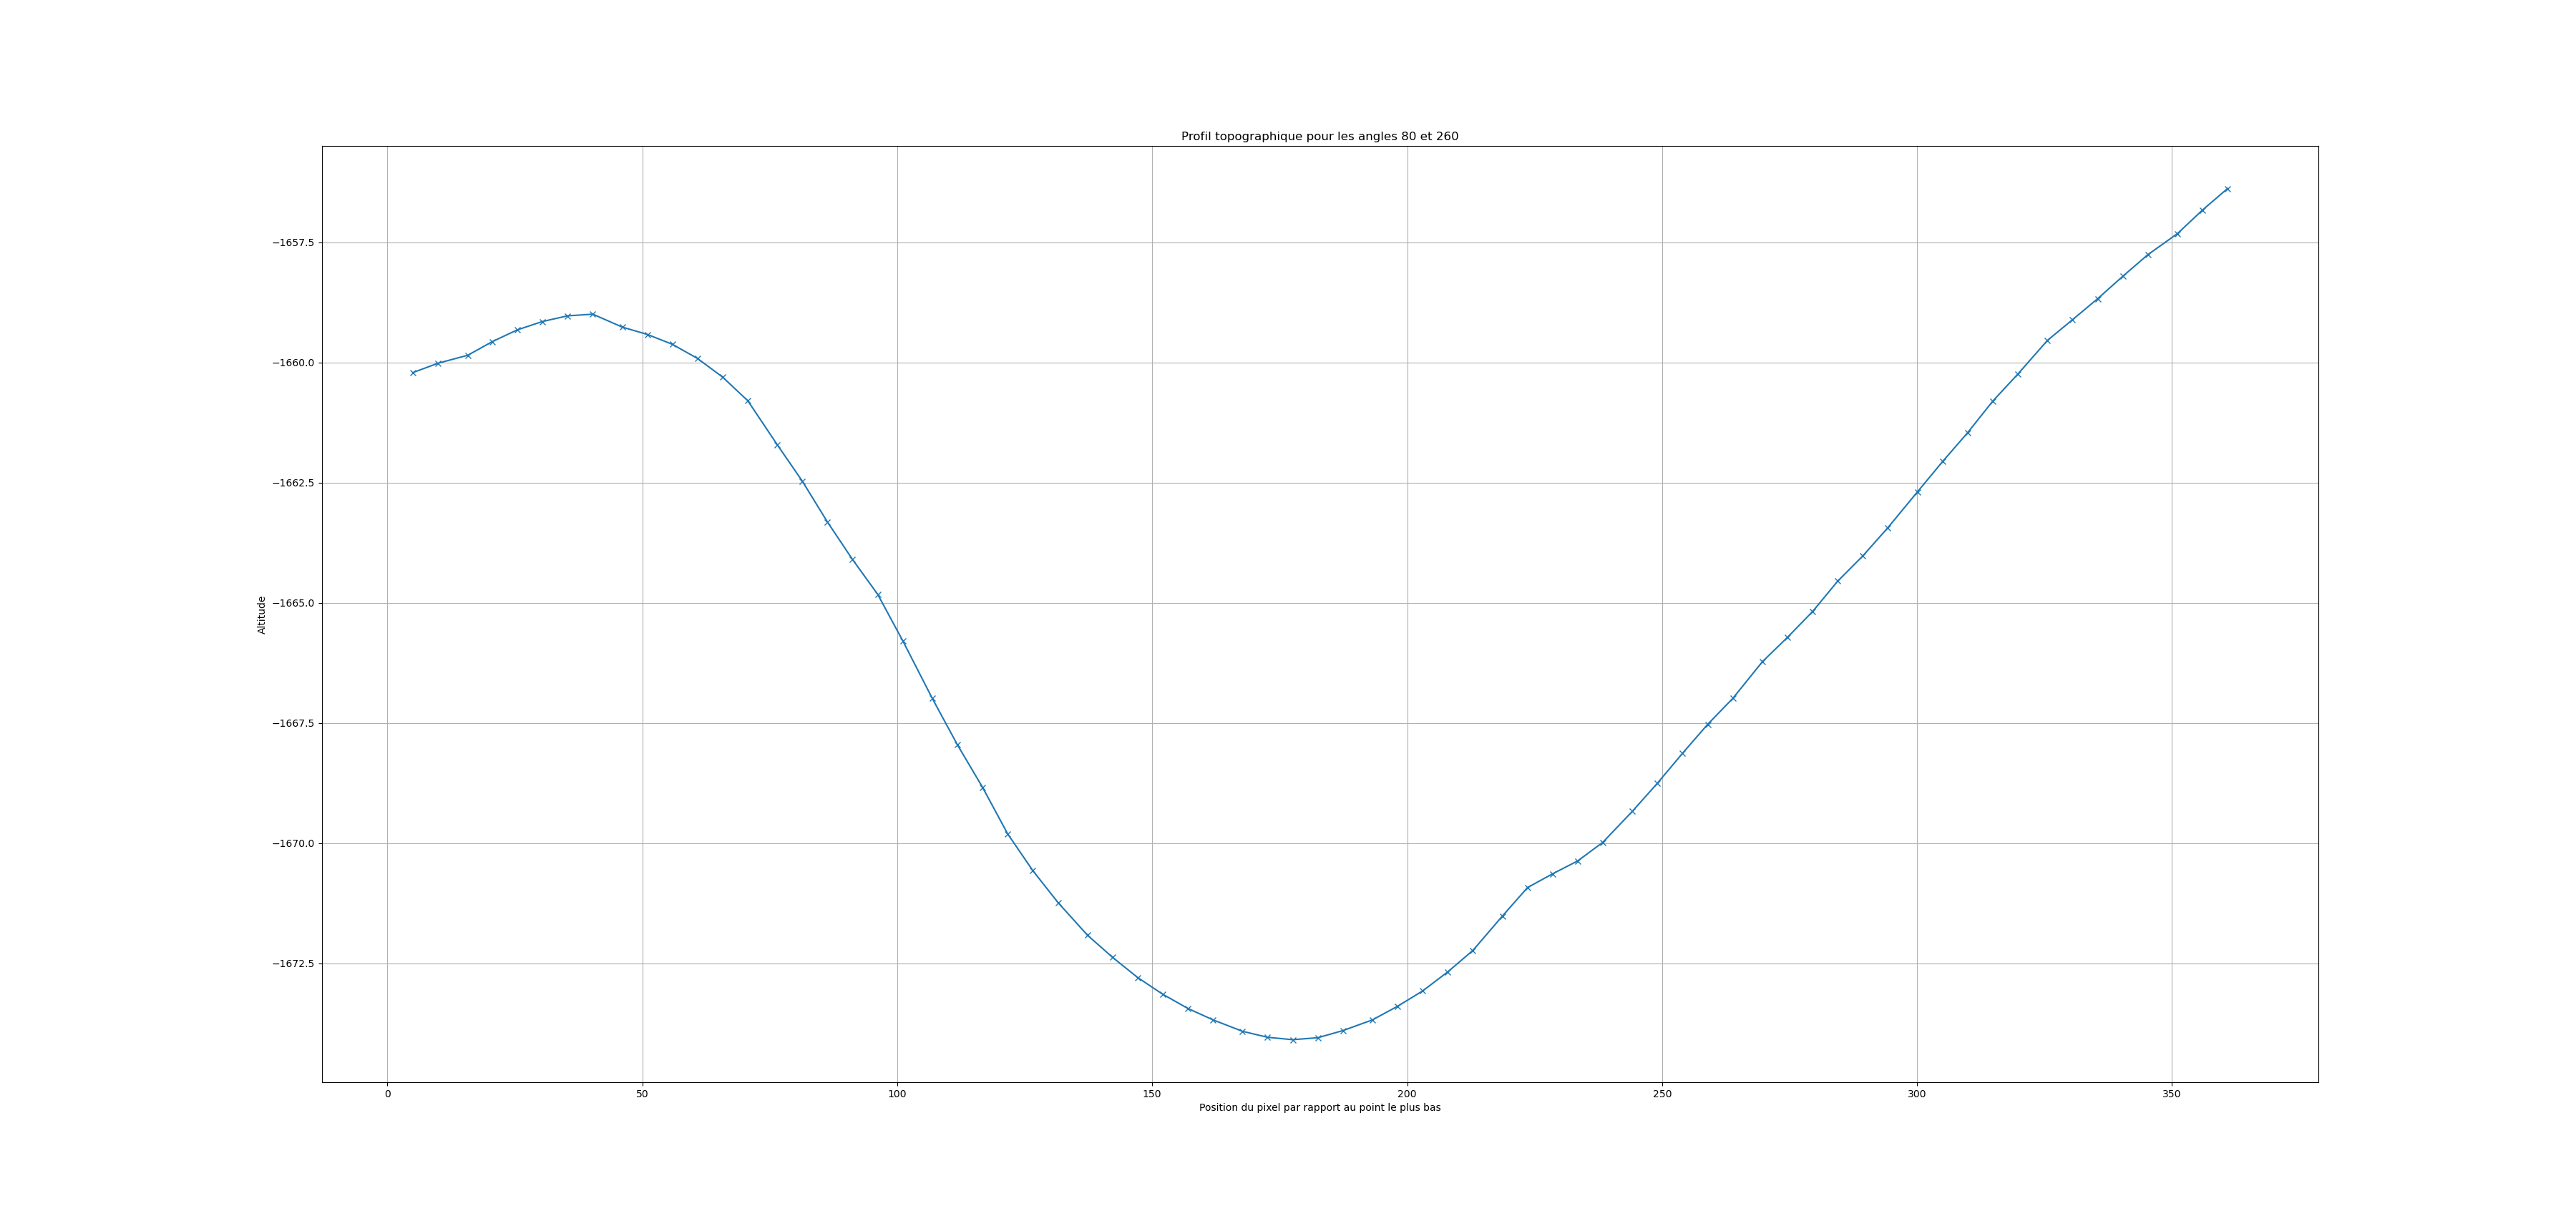 Profil topographique pour les angles 80 et 260
Altitude
−1657.5
−1660.0
−1662.5
−1665.0
−1667.5
−1670.0
−1672.5
0 50 100 150 200 250 300 350
Position du pixel par rapport au point le plus bas